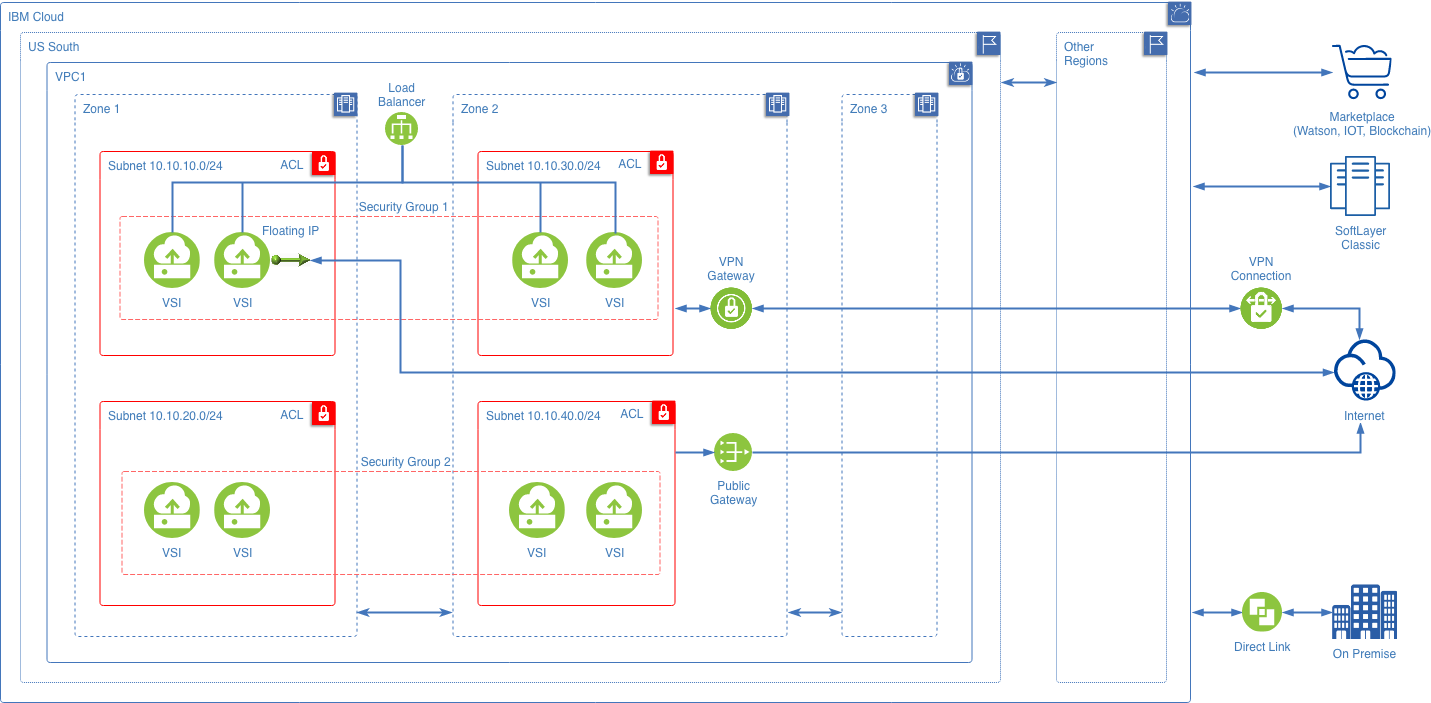 IBM Cloud
US South
Other
Regions
VPC1
Load
Balancer
Zone 1
Zone 2
Zone 3
Marketplace
(Watson, IOT, Blockchain)
Subnet 10.10.10.0/24
ACL
Subnet 10.10.30.0/24
ACL
Security Group 1
Floating IP
SoftLayer
Classic
VPN
Gateway
VPN
Connection
VSI
VSI
VSI
VSI
Subnet 10.10.20.0/24
ACL
Subnet 10.10.40.0/24
ACL
Internet
Security Group 2
Public
Gateway
VSI
VSI
VSI
VSI
Direct Link
On Premise